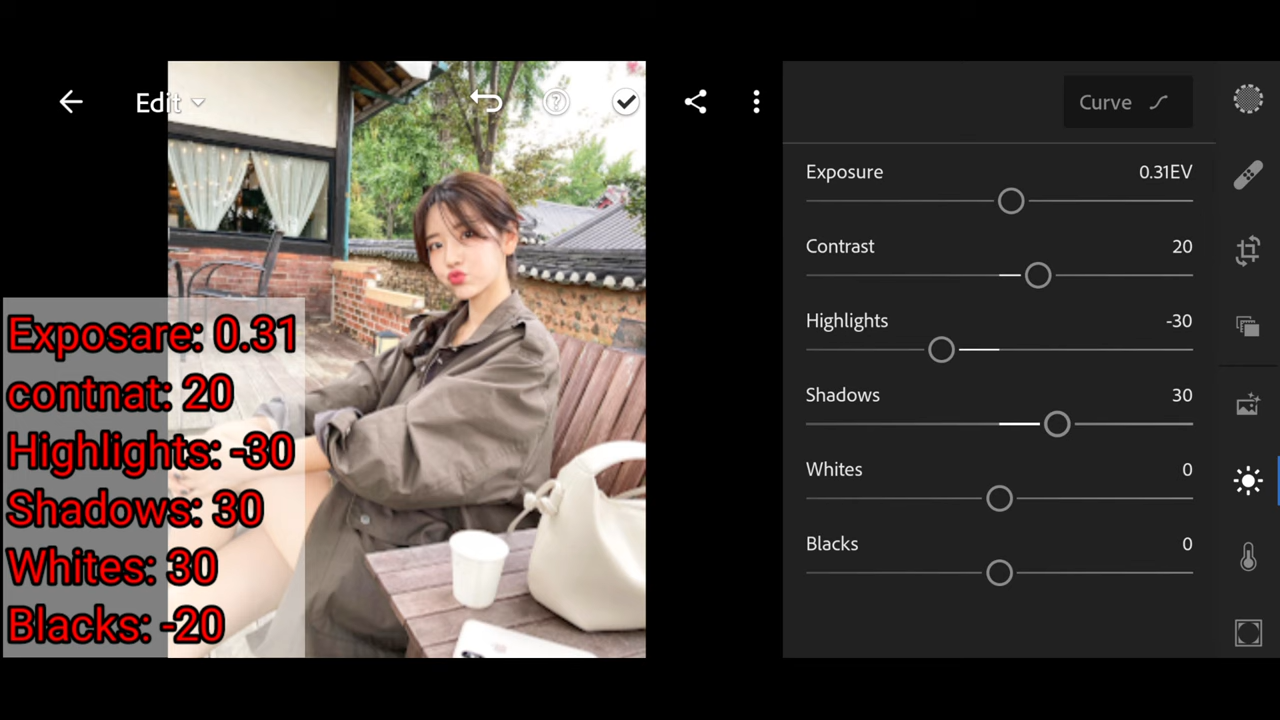 Edit
Curve
Exposure 0.31EV
Contrast 20
Highlights -30
Shadows 30
Whites 0
Blacks 0
Exposare: 0.31
contnat: 20
Highlights: -30
Shadows: 30
Whites: 30
Blacks: -20